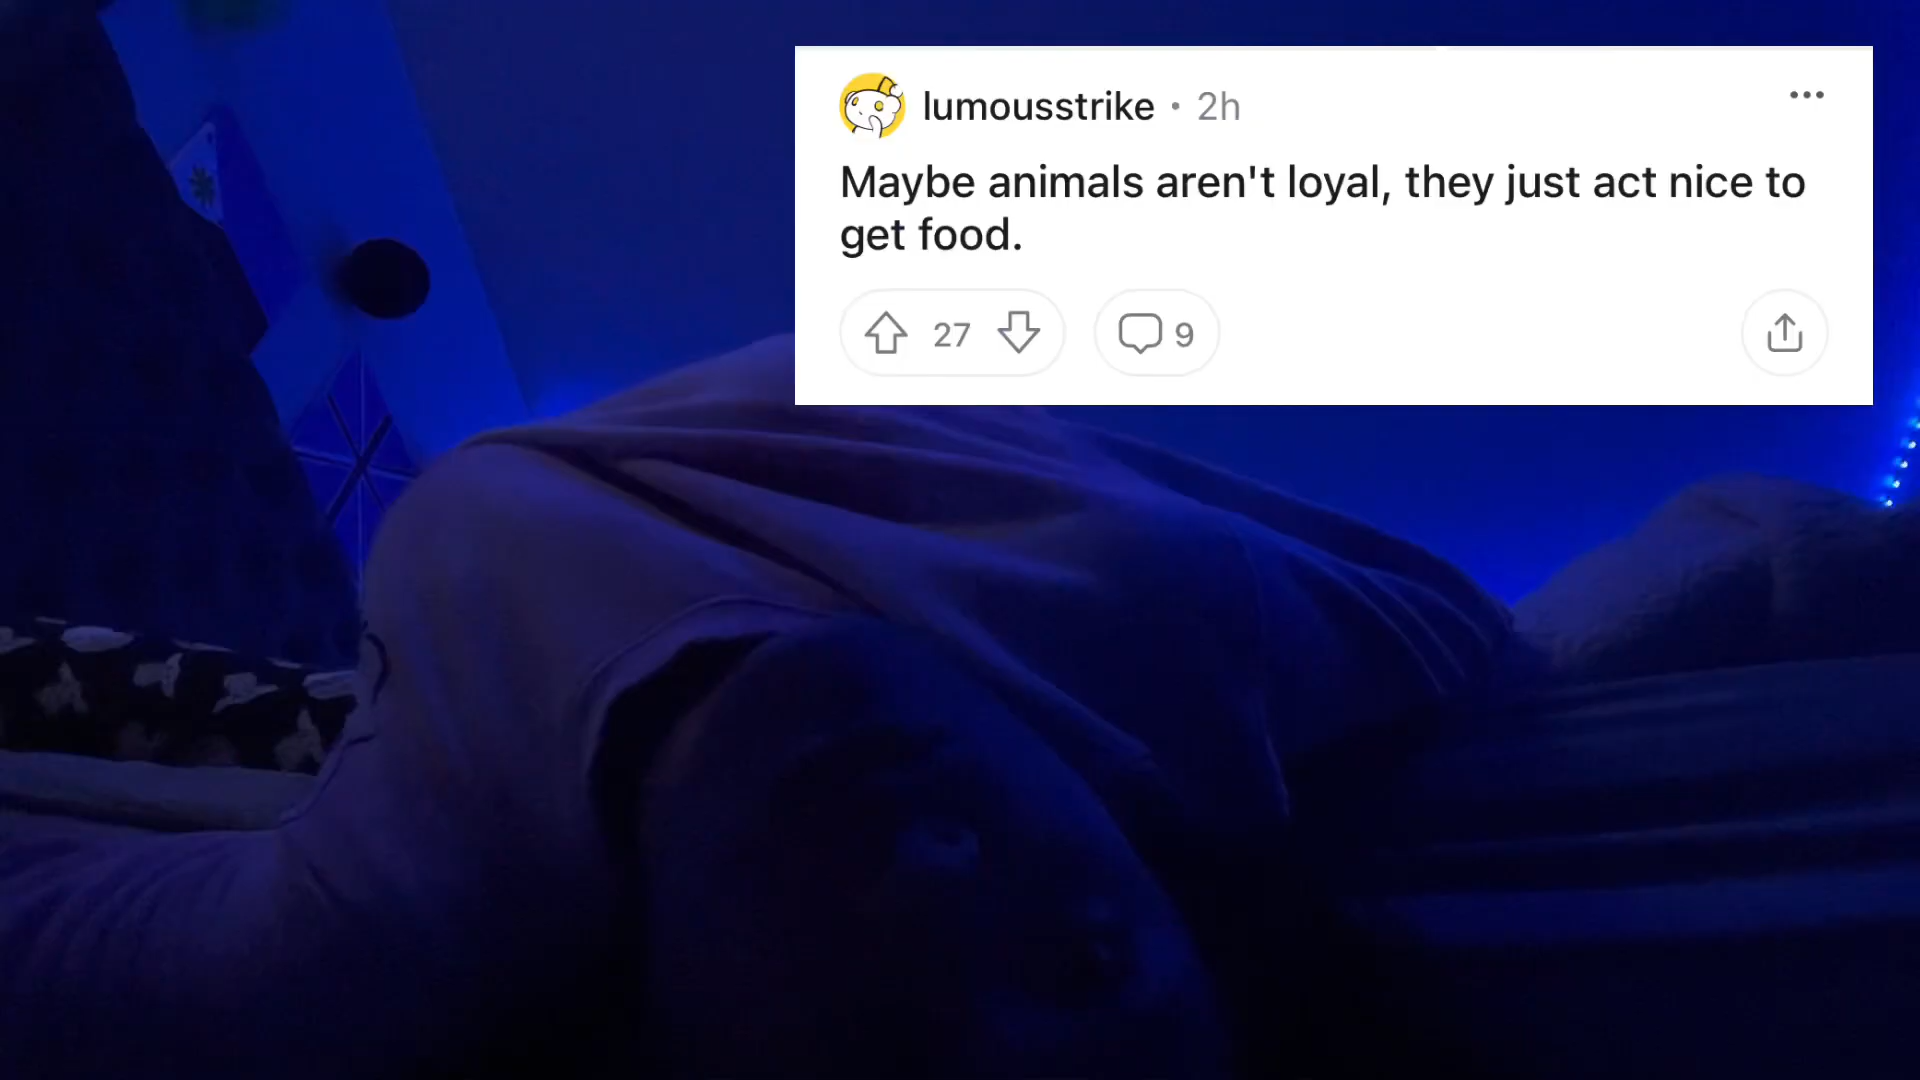 lumousstrike • 2h
Maybe animals aren't loyal, they just act nice to
get food.
27 9